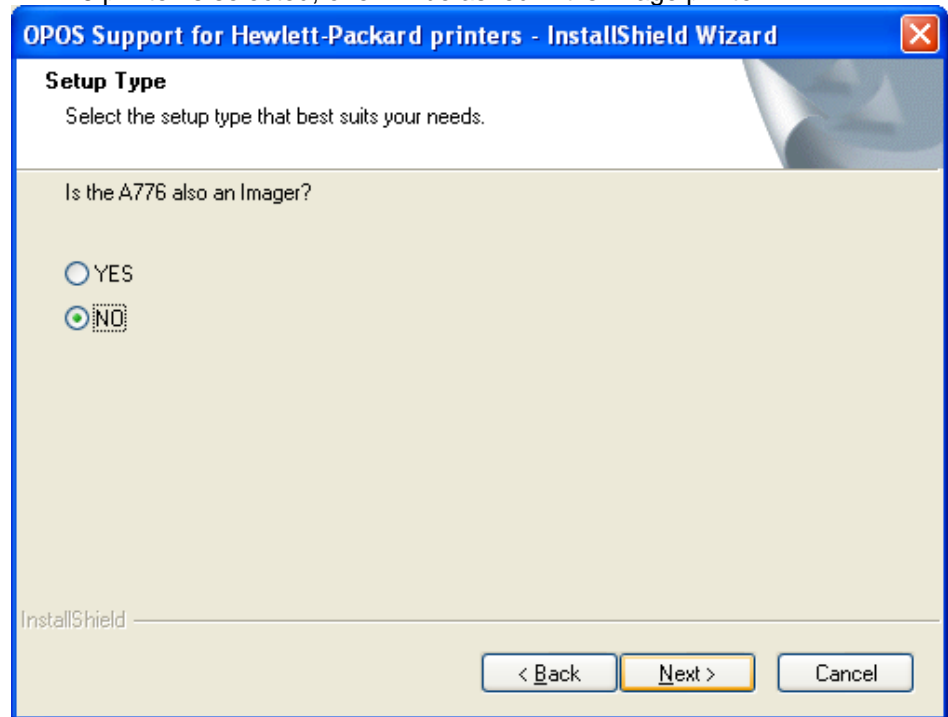 OPOS Support for Hewlett-Packard printers - InstallShield Wizard
Setup Type
Select the setup type that best suits your needs.
Is the A776 also an Imager?
YES
NO
InstallShield
< Back Next > Cancel